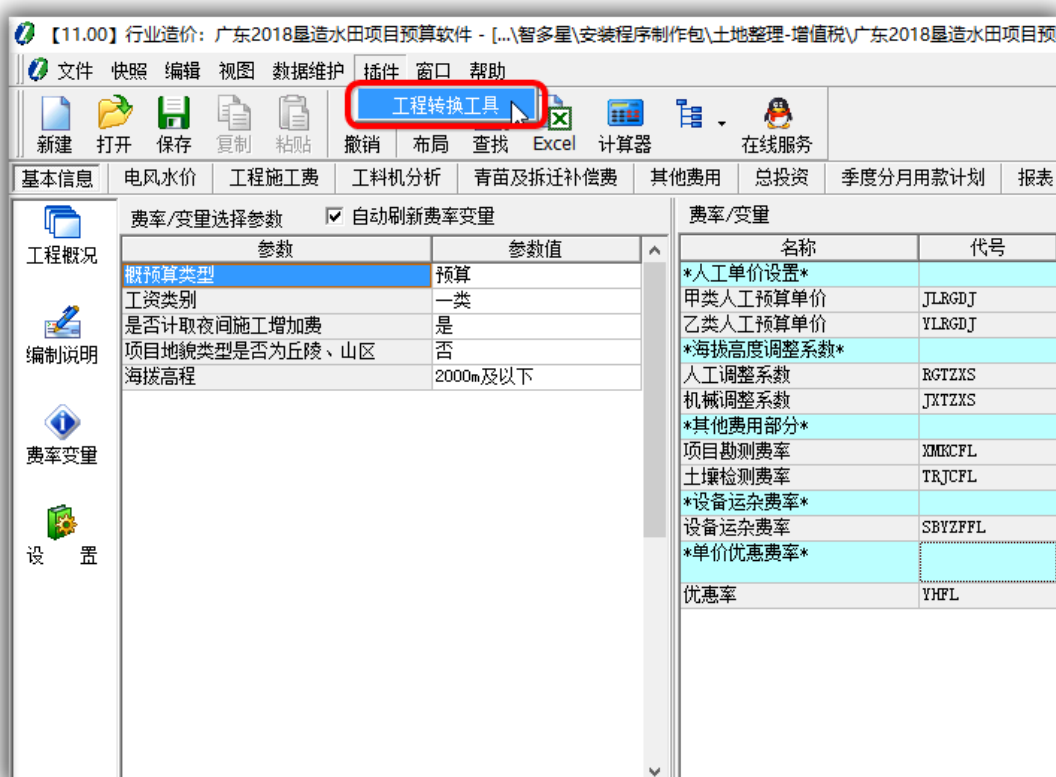 【11.00】行业造价：广东2018垦造水田项目预算软件 - [...\智多星\安装程序制作包\土地整理-增值税\广东2018垦造水田项目预
文件 快照 编辑 视图 数据维护 插件 窗口 帮助
工程转换工具
新建 打开 保存 复制 粘贴 撤销 布局 查找 Excel 计算器 在线服务
基本信息 电风水价 工程施工费 工料机分析 青苗及拆迁补偿费 其他费用 总投资 季度分月用款计划 报表
工程概况
编制说明
费率变量
设 置
费率/变量选择参数 自动刷新费率变量
参数 参数值
概预算类型 预算
工资类别 一类
是否计取夜间施工增加费 是
项目地貌类型是否为丘陵、山区 否
海拔高程 2000m及以下
费率/变量
名称 代号
*人工单价设置*
甲类人工预算单价 JLRGDJ
乙类人工预算单价 YLRGDJ
*海拔高度调整系数*
人工调整系数 RGTZXS
机械调整系数 JXTZXS
*其他费用部分*
项目勘测费率 XMKCFL
土壤检测费率 TRJCFL
*设备运杂费率*
设备运杂费率 SBYZFFL
*单价优惠费率*
优惠率 YHFL